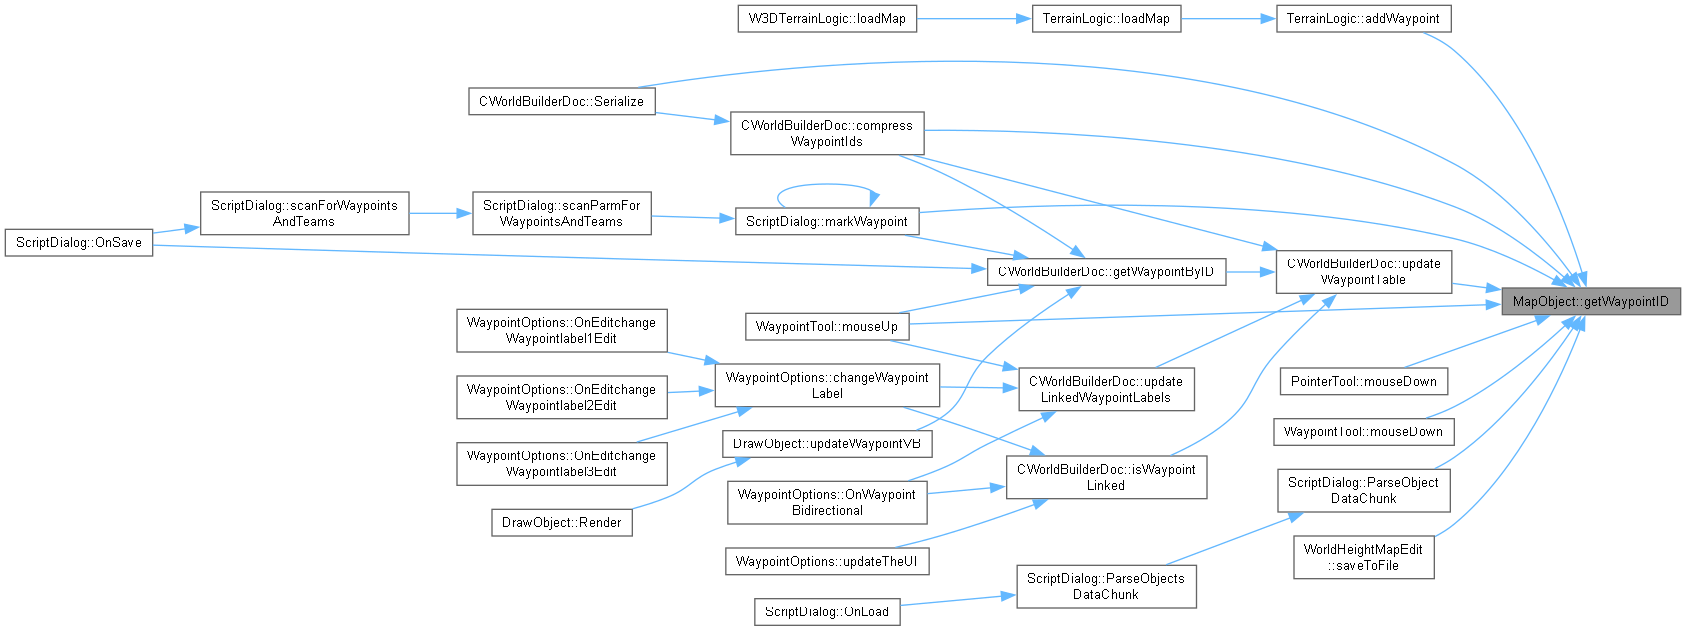 W3DTerrainLogic::loadMap
TerrainLogic::loadMap
TerrainLogic::addWaypoint
CWorldBuilderDoc::Serialize
CWorldBuilderDoc::compress
WaypointIds
ScriptDialog::scanForWaypoints
AndTeams
ScriptDialog::scanParmFor
WaypointsAndTeams
ScriptDialog::markWaypoint
ScriptDialog::OnSave
CWorldBuilderDoc::getWaypointByID
CWorldBuilderDoc::update
WaypointTable
MapObject::getWaypointID
WaypointOptions::OnEditchange
Waypointlabel1Edit
WaypointTool::mouseUp
WaypointOptions::OnEditchange
Waypointlabel2Edit
WaypointOptions::changeWaypoint
Label
CWorldBuilderDoc::update
LinkedWaypointLabels
PointerTool::mouseDown
WaypointOptions::OnEditchange
Waypointlabel3Edit
DrawObject::updateWaypointVB
WaypointTool::mouseDown
CWorldBuilderDoc::isWaypoint
Linked
WaypointOptions::OnWaypoint
Bidirectional
ScriptDialog::ParseObject
DataChunk
DrawObject::Render
WaypointOptions::updateTheUI
WorldHeightMapEdit
::saveToFile
ScriptDialog::ParseObjects
DataChunk
ScriptDialog::OnLoad